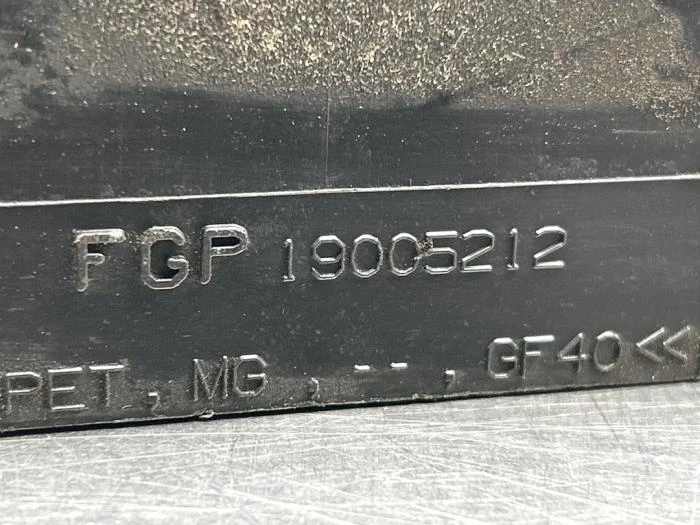 FGP 19005212
PET, MG, --, GF40<<